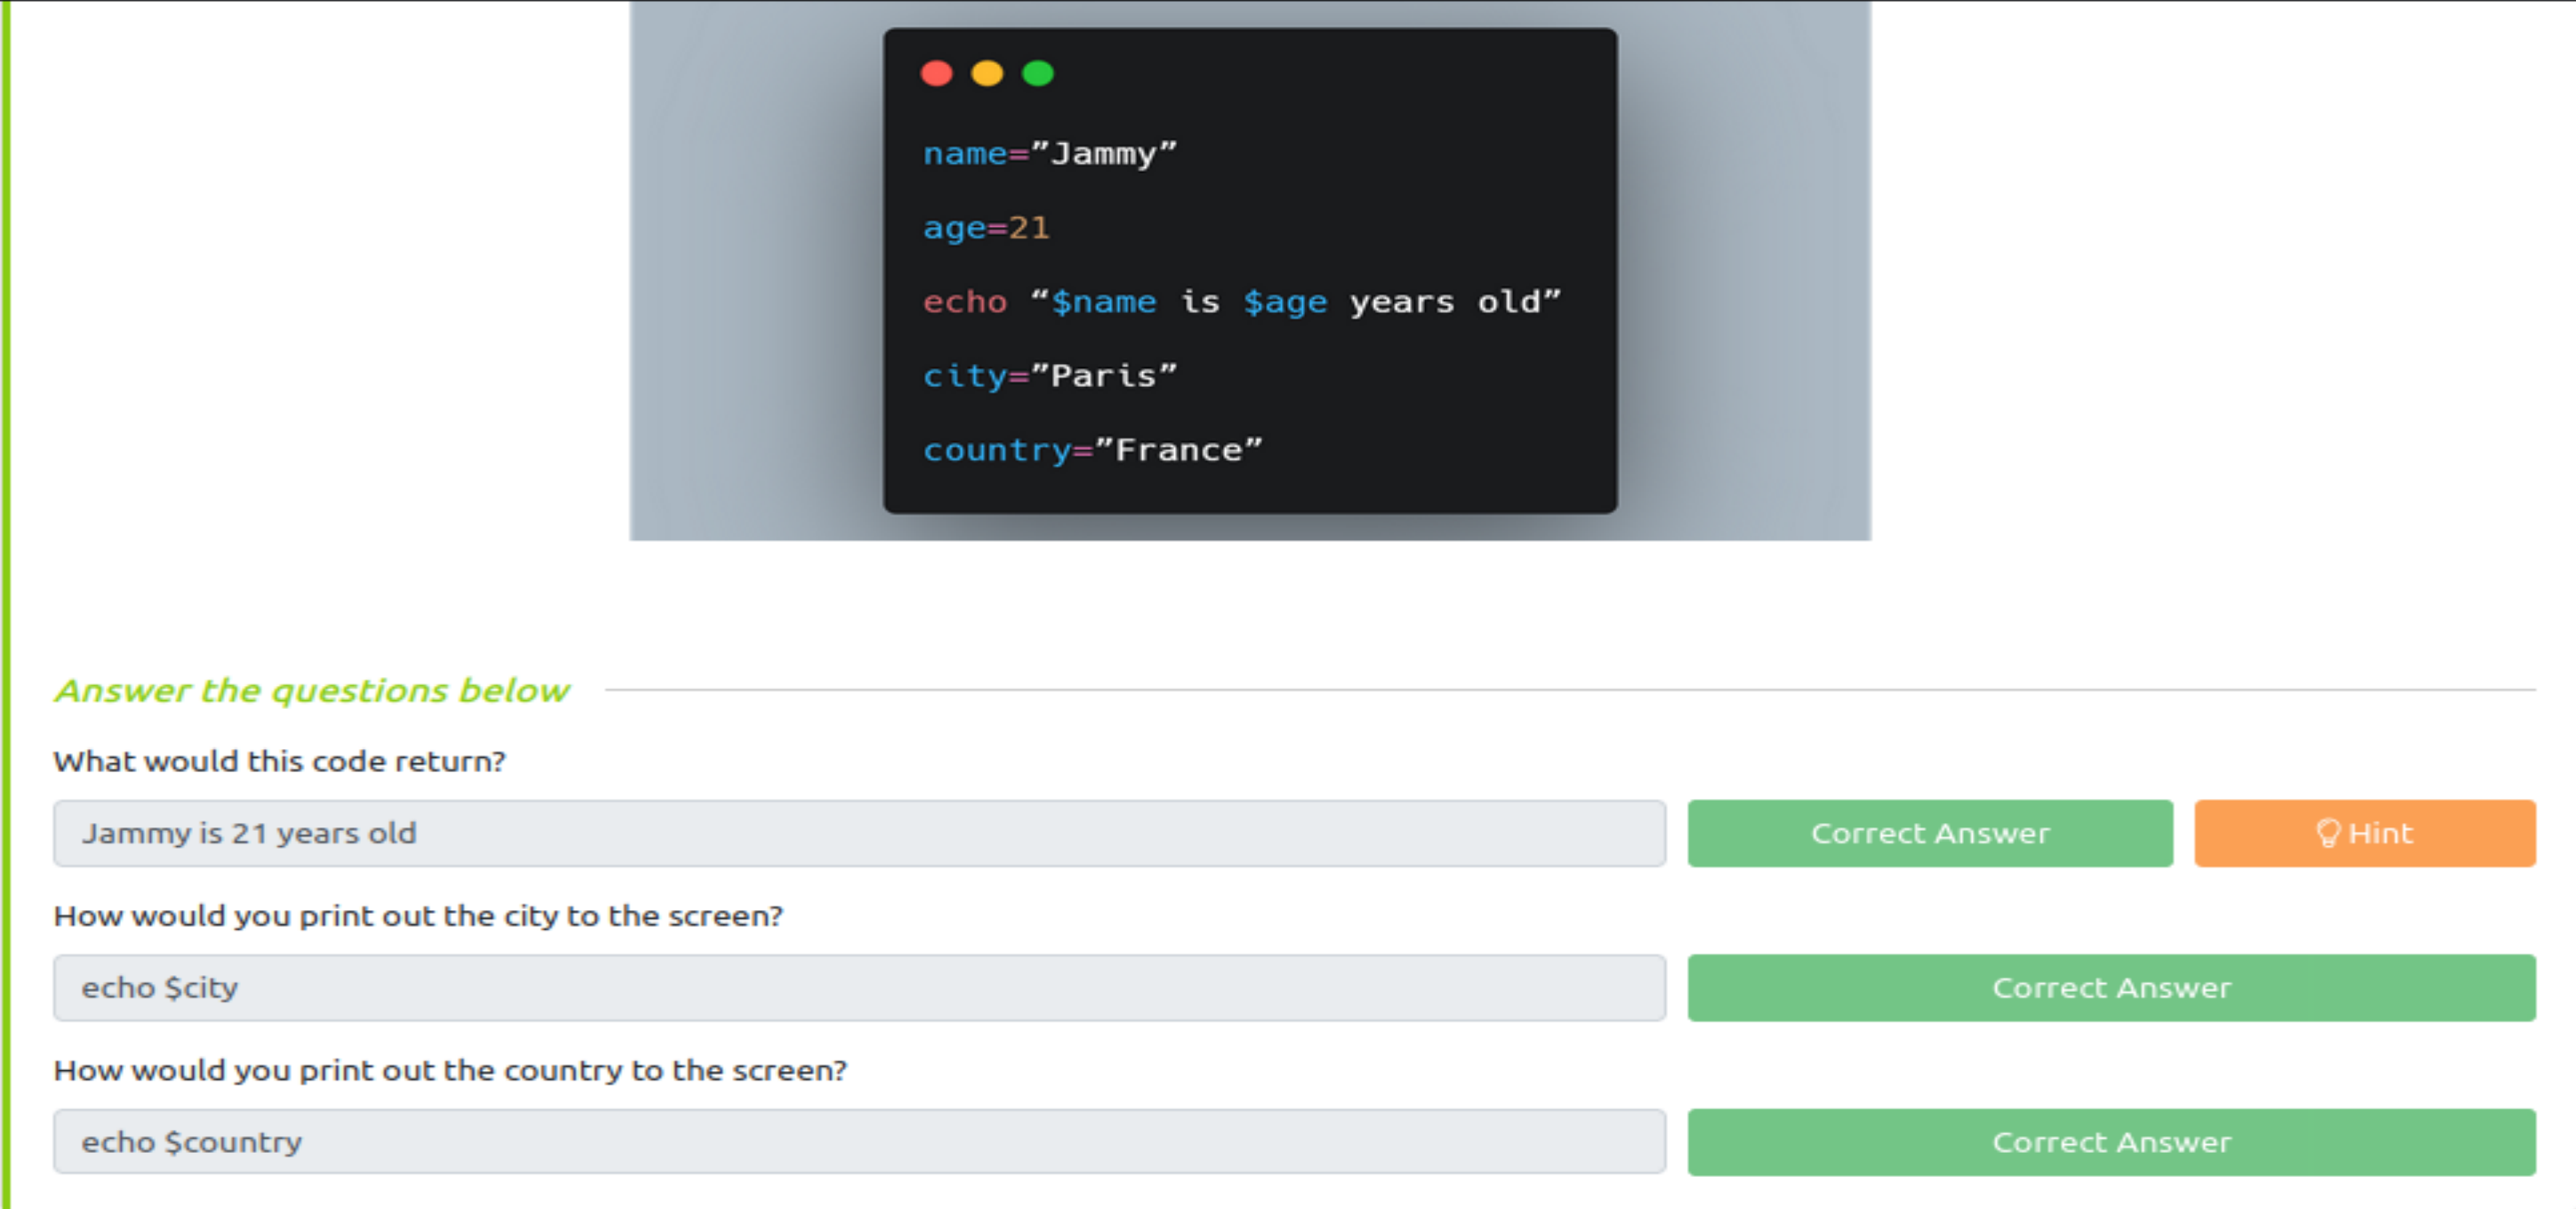 name=”Jammy”
age=21
echo “$name is $age years old”
city=”Paris”
country=”France”
Answer the questions below
What would this code return?
Jammy is 21 years old
Correct Answer
Hint
How would you print out the city to the screen?
echo $city
Correct Answer
How would you print out the country to the screen?
echo $country
Correct Answer